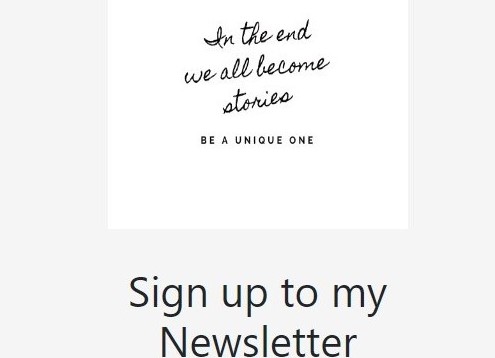 In the end
we all become
stories
BE A UNIQUE ONE
Sign up to my
Newsletter